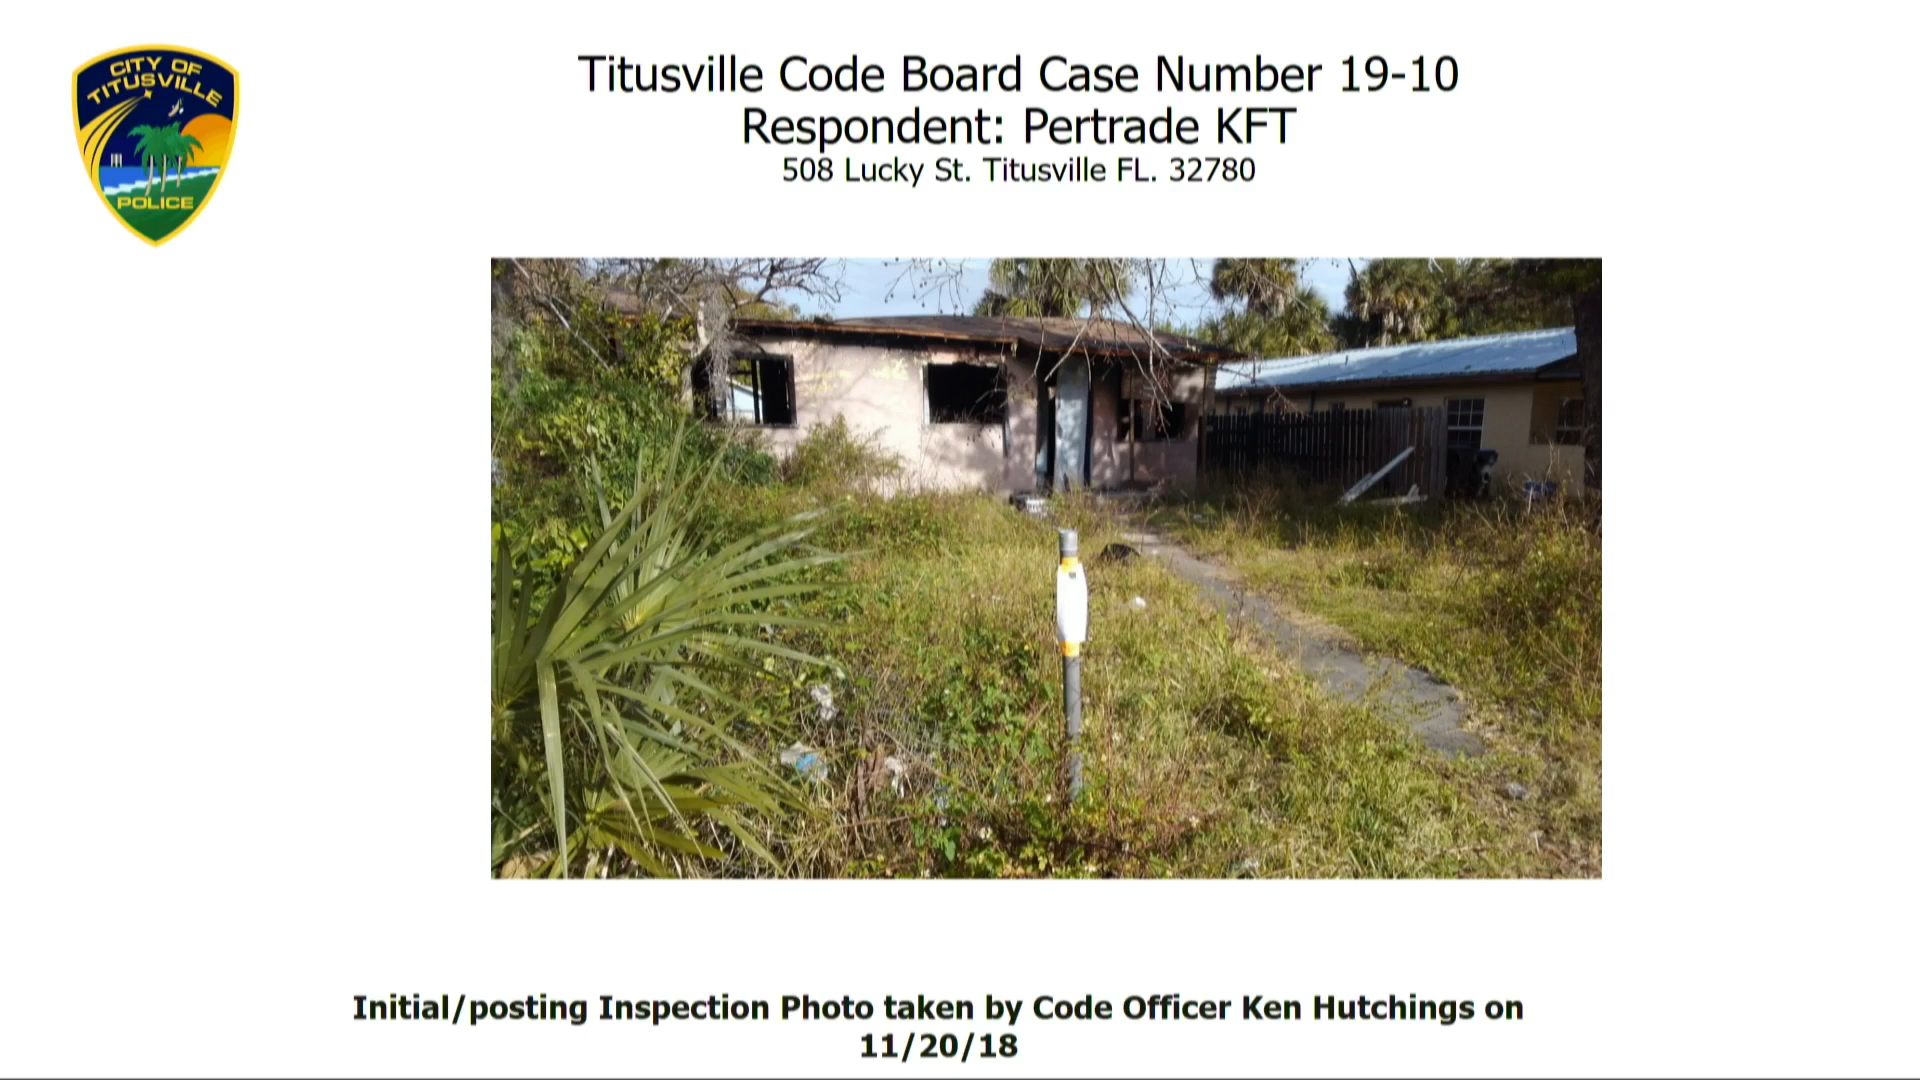 CITY OF
TITUSVILLE
POLICE
Titusville Code Board Case Number 19-10
Respondent: Pertrade KFT
508 Lucky St. Titusville FL. 32780
Initial/posting Inspection Photo taken by Code Officer Ken Hutchings on
11/20/18